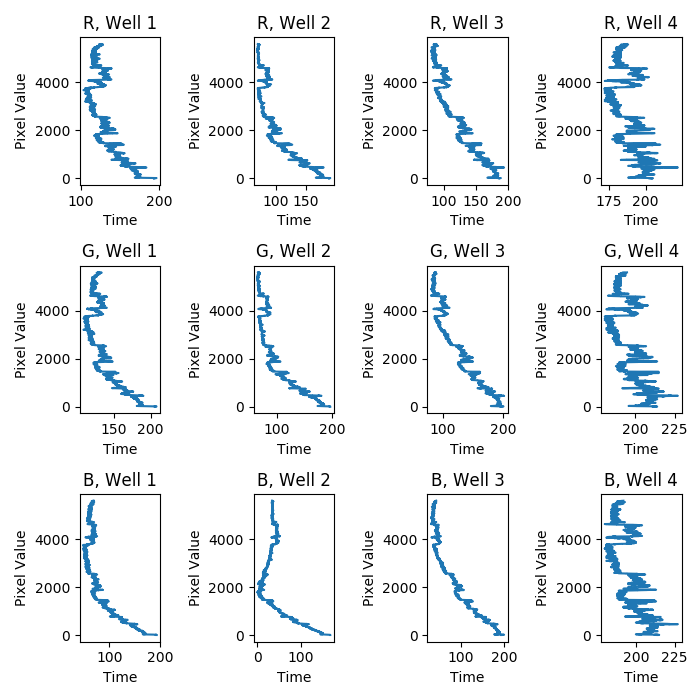 R, Well 1 R, Well 2 R, Well 3 R, Well 4
Pixel Value Pixel Value Pixel Value Pixel Value
4000 4000 4000 4000
2000 2000 2000 2000
0 0 0 0
100 200 100 150 100 150 200 175 200
Time Time Time Time
G, Well 1 G, Well 2 G, Well 3 G, Well 4
Pixel Value Pixel Value Pixel Value Pixel Value
4000 4000 4000 4000
2000 2000 2000 2000
0 0 0 0
150 200 100 200 100 200 200 225
Time Time Time Time
B, Well 1 B, Well 2 B, Well 3 B, Well 4
Pixel Value Pixel Value Pixel Value Pixel Value
4000 4000 4000 4000
2000 2000 2000 2000
0 0 0 0
100 200 0 100 100 200 200 225
Time Time Time Time